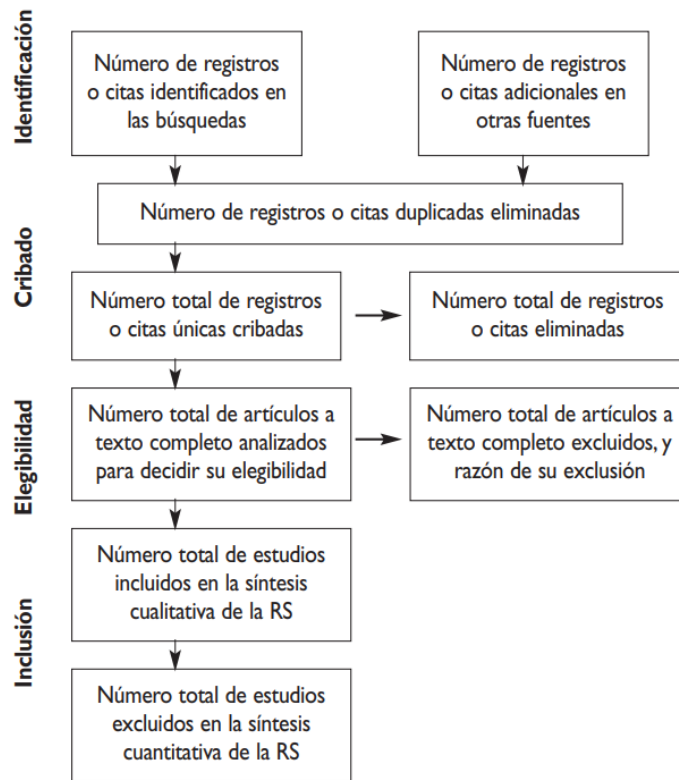 Identificación
Número de registros
o citas identificados en
las búsquedas
Número de registros
o citas adicionales en
otras fuentes
Número de registros o citas duplicadas eliminadas
Cribado
Número total de registros
o citas únicas cribadas
Número total de registros
o citas eliminadas
Elegibilidad
Número total de artículos a
texto completo analizados
para decidir su elegibilidad
Número total de artículos a
texto completo excluidos, y
razón de su exclusión
Inclusión
Número total de estudios
incluidos en la síntesis
cualitativa de la RS
Número total de estudios
excluidos en la síntesis
cuantitativa de la RS